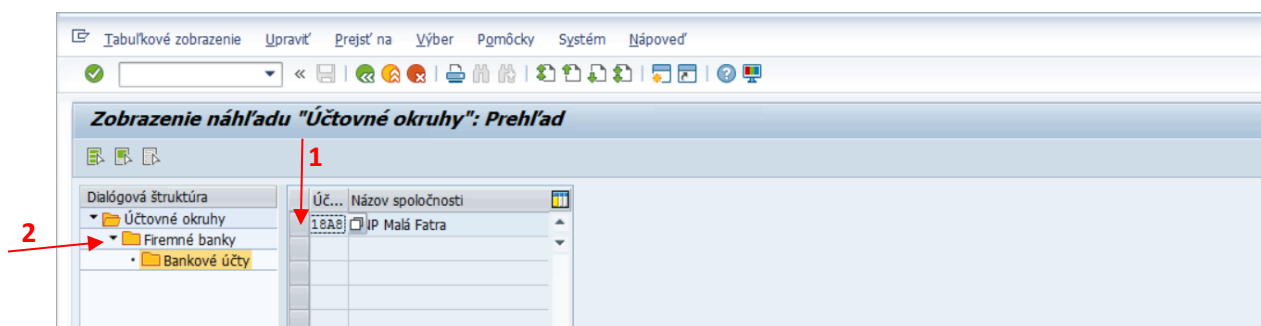 Tabuľkové zobrazenie Upraviť Prejsť na Výber Pomôcky Systém Nápoveď
Zobrazenie náhľadu "Účtovné okruhy": Prehľad
1
Dialógová štruktúra
Účtovné okruhy
2
Firemné banky
Bankové účty
Úč... Názov spoločnosti
18A8 NP Malá Fatra